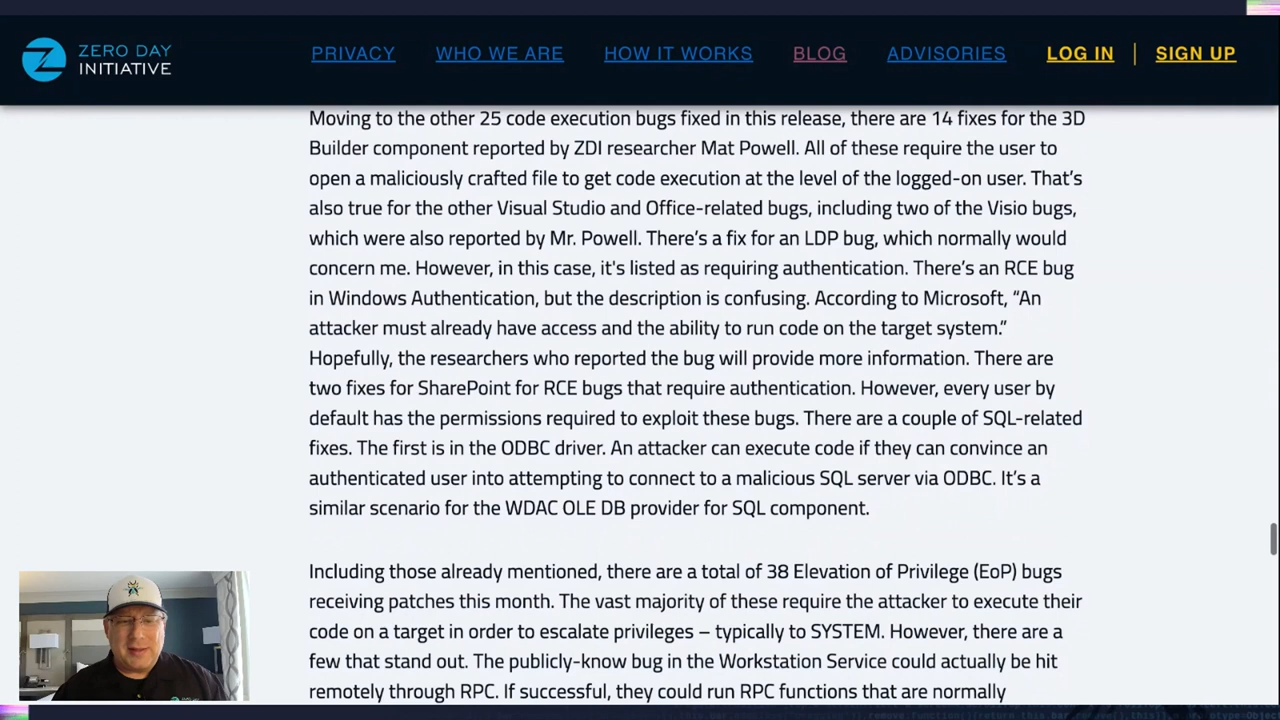 ZERO DAY
INITIATIVE
PRIVACY
WHO WE ARE
HOW IT WORKS
BLOG
ADVISORIES
LOG IN
SIGN UP
Moving to the other 25 code execution bugs fixed in this release, there are 14 fixes for the 3D
Builder component reported by ZDI researcher Mat Powell. All of these require the user to
open a maliciously crafted file to get code execution at the level of the logged-on user. That's
also true for the other Visual Studio and Office-related bugs, including two of the Visio bugs,
which were also reported by Mr. Powell. There's a fix for an LDP bug, which normally would
concern me. However, in this case, it's listed as requiring authentication. There's an RCE bug
in Windows Authentication, but the description is confusing. According to Microsoft, “An
attacker must already have access and the ability to run code on the target system.”
Hopefully, the researchers who reported the bug will provide more information. There are
two fixes for SharePoint for RCE bugs that require authentication. However, every user by
default has the permissions required to exploit these bugs. There are a couple of SQL-related
fixes. The first is in the ODBC driver. An attacker can execute code if they can convince an
authenticated user into attempting to connect to a malicious SQL server via ODBC. It's a
similar scenario for the WDAC OLE DB provider for SQL component.
Including those already mentioned, there are a total of 38 Elevation of Privilege (EoP) bugs
receiving patches this month. The vast majority of these require the attacker to execute their
code on a target in order to escalate privileges – typically to SYSTEM. However, there are a
few that stand out. The publicly-know bug in the Workstation Service could actually be hit
remotely through RPC. If successful, they could run RPC functions that are normally